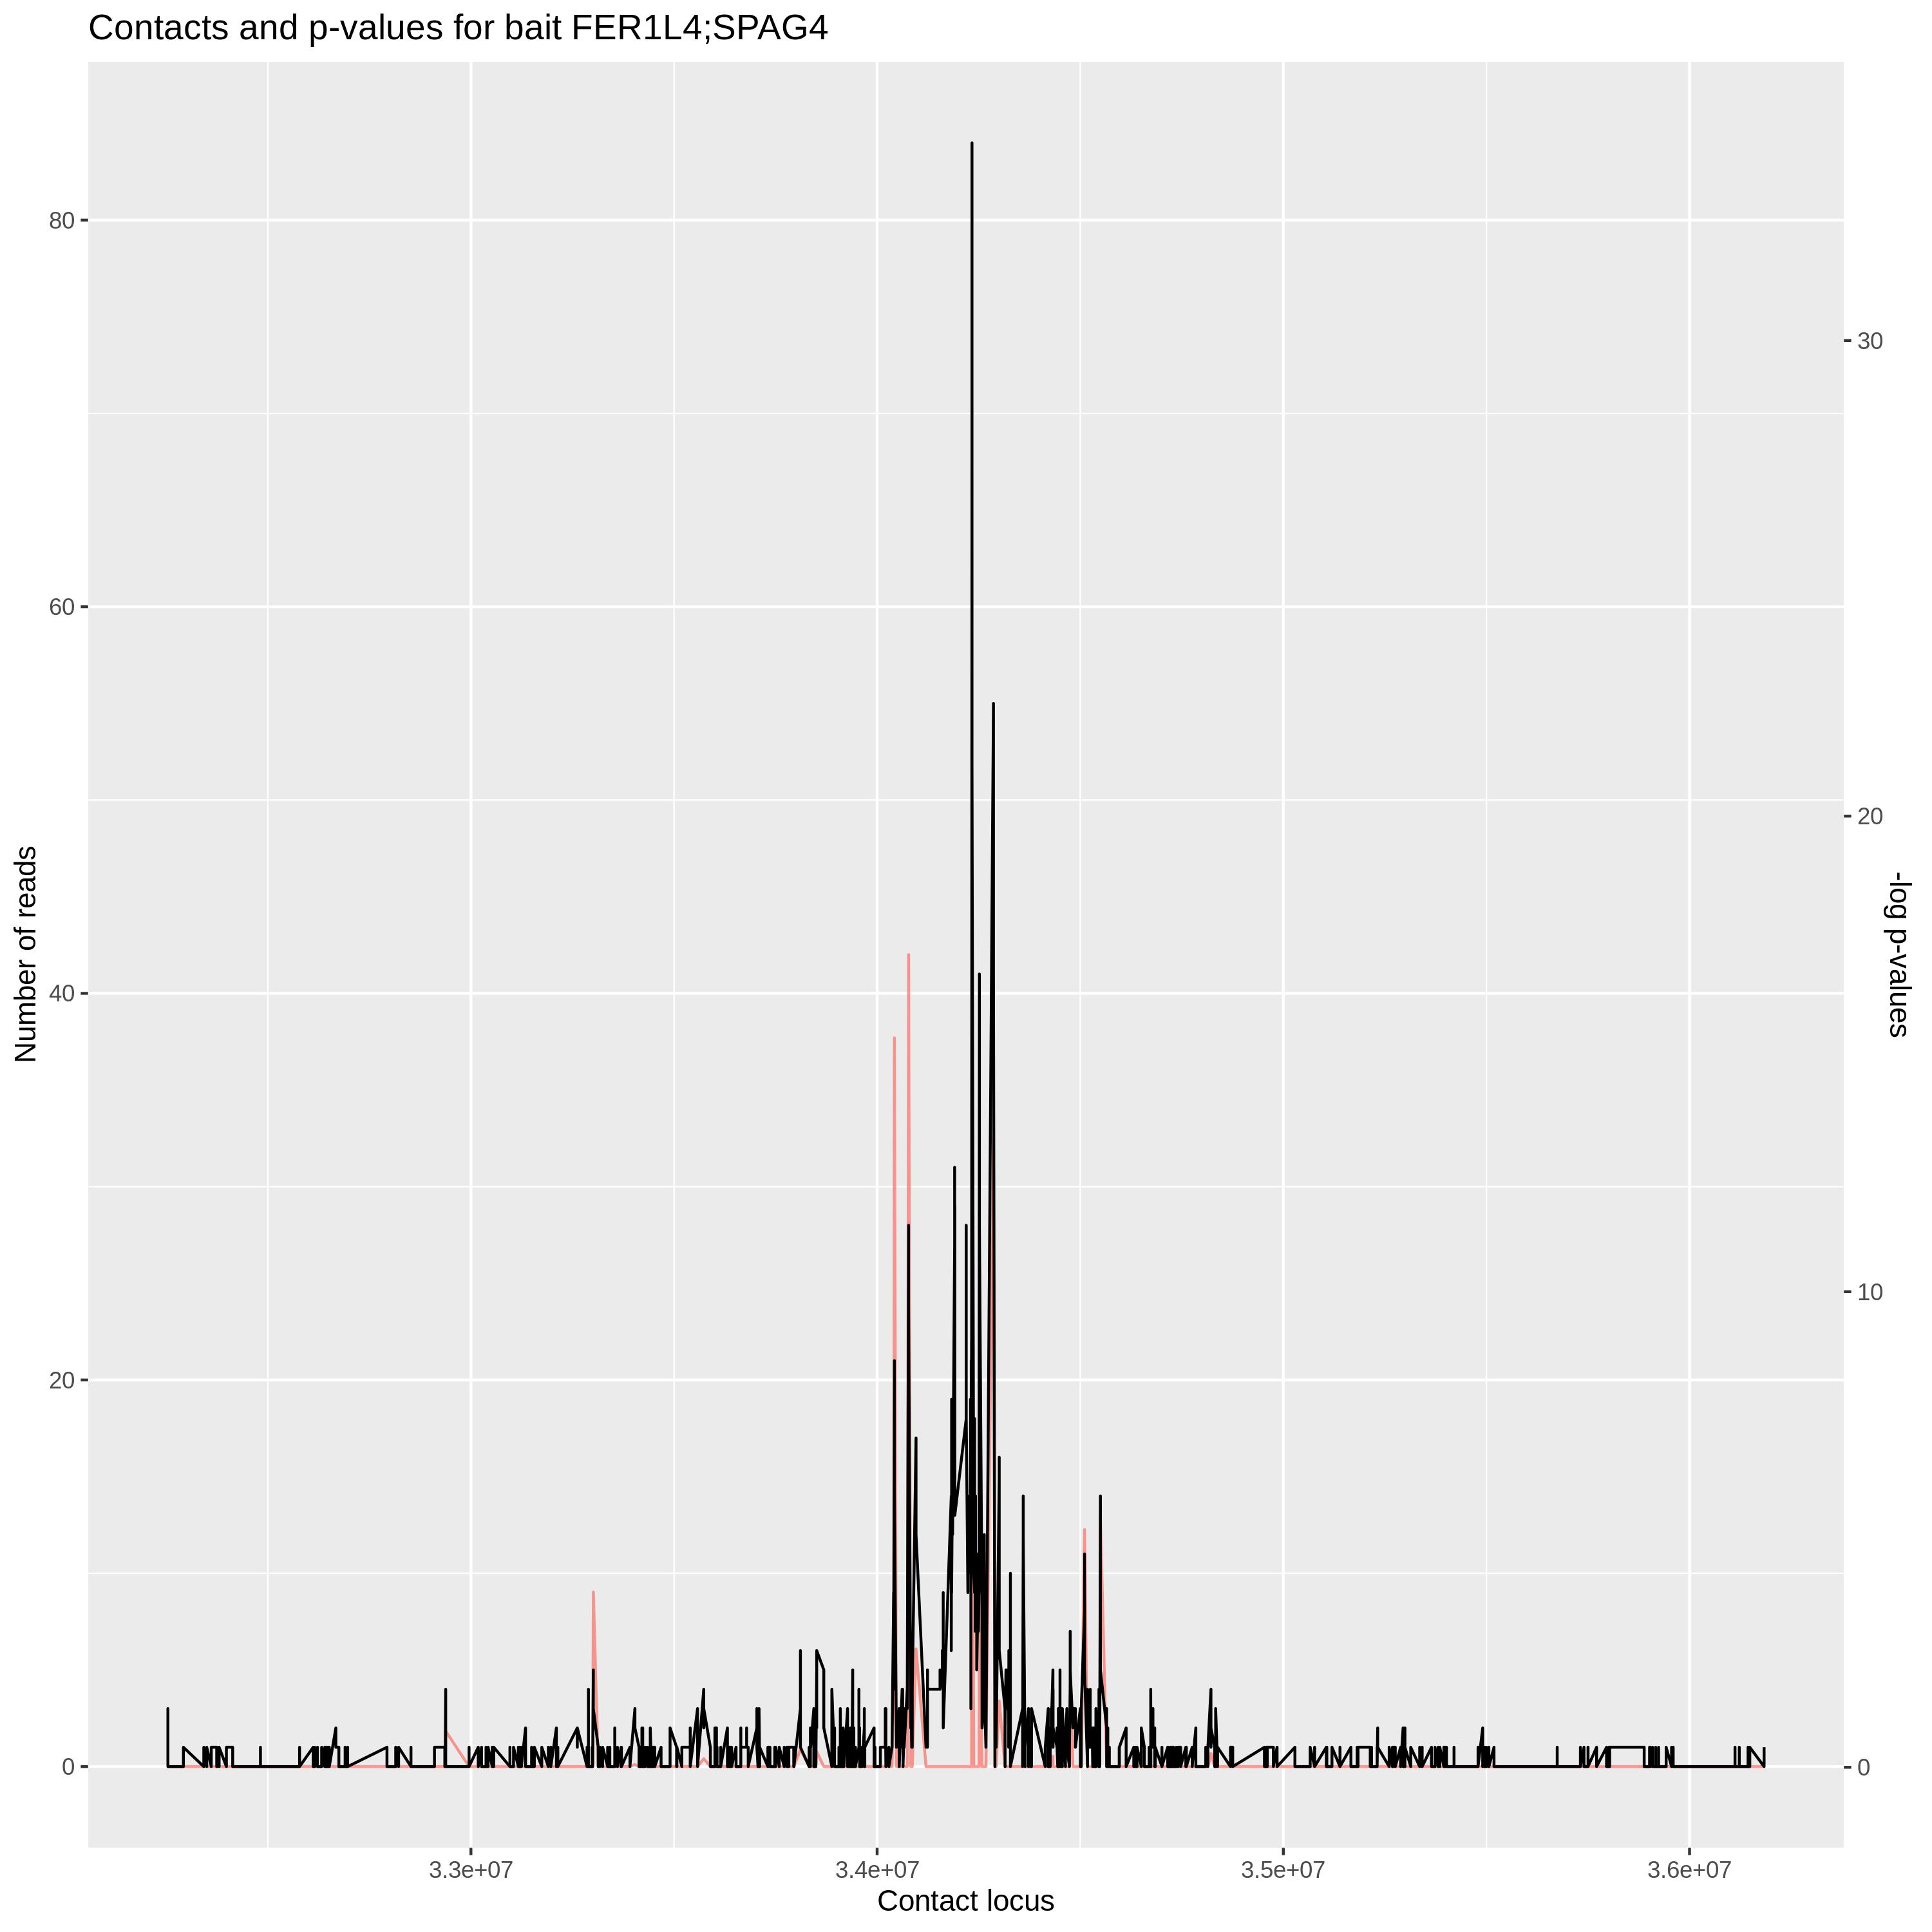 Contacts and p-values for bait FER1L4;SPAG4
Number of reads
80
60
40
20
0
30
20
10
0
-log p-values
3.3e+07
3.4e+07
3.5e+07
3.6e+07
Contact locus